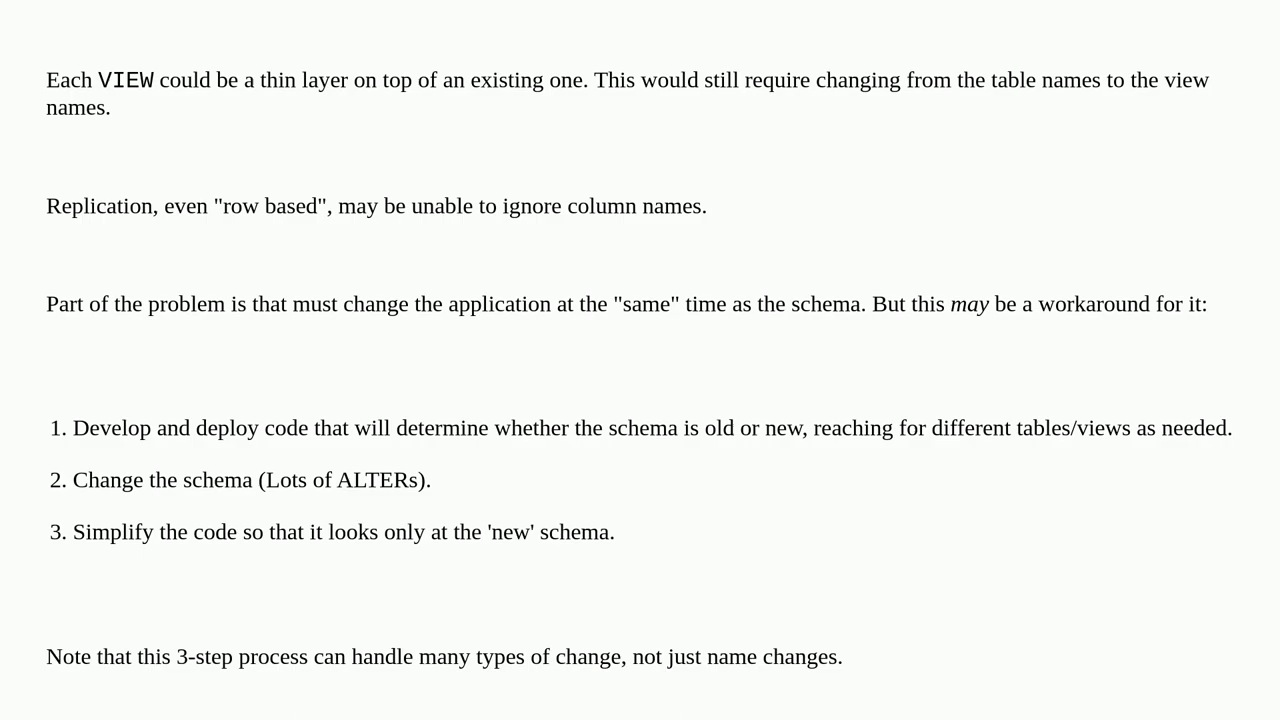 Each VIEW could be a thin layer on top of an existing one. This would still require changing from the table names to the view
names.
Replication, even "row based", may be unable to ignore column names.
Part of the problem is that must change the application at the "same" time as the schema. But this may be a workaround for it:
1. Develop and deploy code that will determine whether the schema is old or new, reaching for different tables/views as needed.
2. Change the schema (Lots of ALTERs).
3. Simplify the code so that it looks only at the 'new' schema.
Note that this 3-step process can handle many types of change, not just name changes.